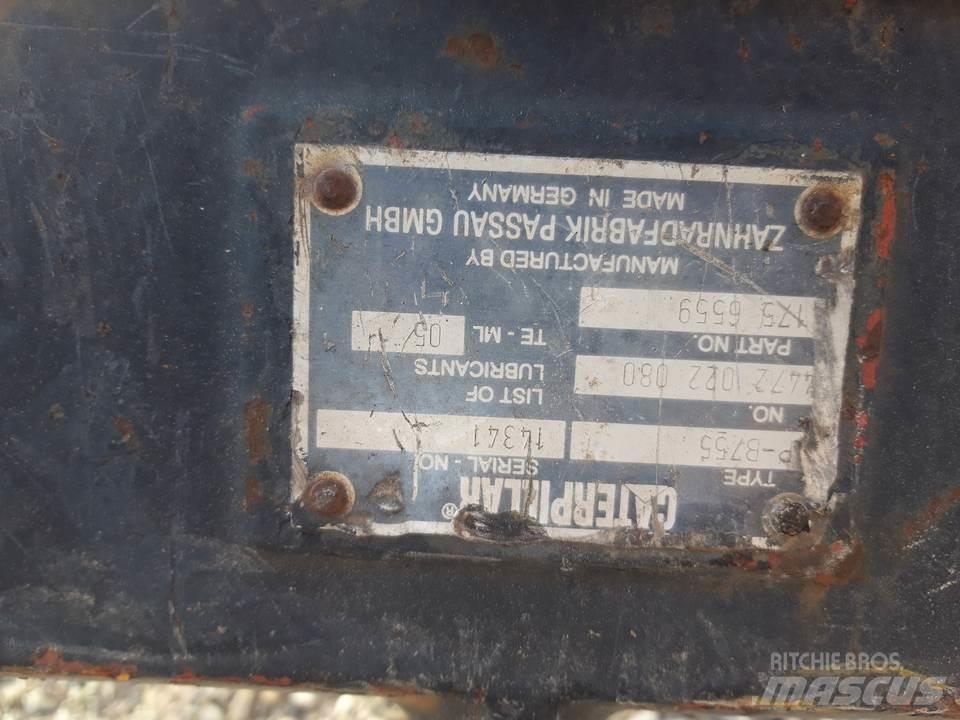 CATERPILLAR®
TYPE SERIAL - NO.
P-B755 14341
NO. LIST OF LUBRICANTS
4472 022 080
PART NO. TE - ML 05
175 6559
MANUFACTURED BY
ZAHNRADFABRIK PASSAU GMBH
MADE IN GERMANY
RITCHIE BROS.
MASCUS